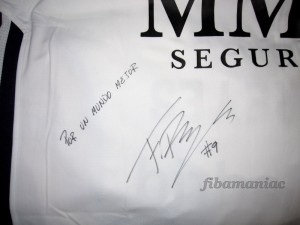 MM
SEGUR
POR UN MUNDO MEJOR
#9
fibamaniac